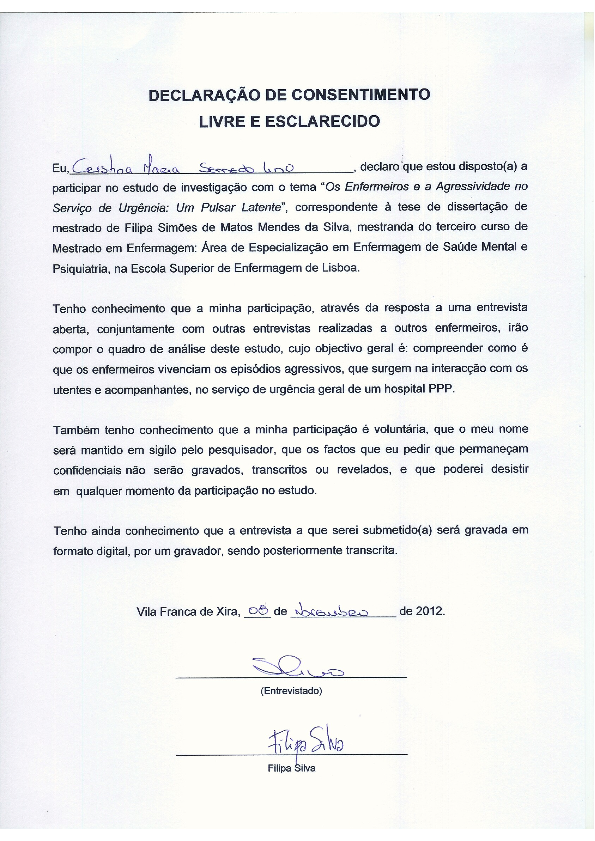 DECLARAÇÃO DE CONSENTIMENTO
LIVRE E ESCLARECIDO
Eu, Cristina Maria Lino, declaro que estou disposto(a) a
participar no estudo de investigação com o tema "Os Enfermeiros e a Agressividade no
Serviço de Urgência: Um Pulsar Latente", correspondente à tese de dissertação de
mestrado de Filipa Simões de Matos Mendes da Silva, mestranda do terceiro curso de
Mestrado em Enfermagem: Área de Especialização em Enfermagem de Saúde Mental e
Psiquiatria, na Escola Superior de Enfermagem de Lisboa.
Tenho conhecimento que a minha participação, através da resposta a uma entrevista
aberta, conjuntamente com outras entrevistas realizadas a outros enfermeiros, irão
compor o quadro de análise deste estudo, cujo objectivo geral é: compreender como é
que os enfermeiros vivenciam os episódios agressivos, que surgem na interacção com os
utentes e acompanhantes, no serviço de urgência geral de um hospital PPP.
Também tenho conhecimento que a minha participação é voluntária, que o meu nome
será mantido em sigilo pelo pesquisador, que os factos que eu pedir que permaneçam
confidenciais não serão gravados, transcritos ou revelados, e que poderei desistir
em qualquer momento da participação no estudo.
Tenho ainda conhecimento que a entrevista a que serei submetido(a) será gravada em
formato digital, por um gravador, sendo posteriormente transcrita.
Vila Franca de Xira, 08 de Novembro de 2012.
(Entrevistado)
Filipa Silva
Filipa Silva